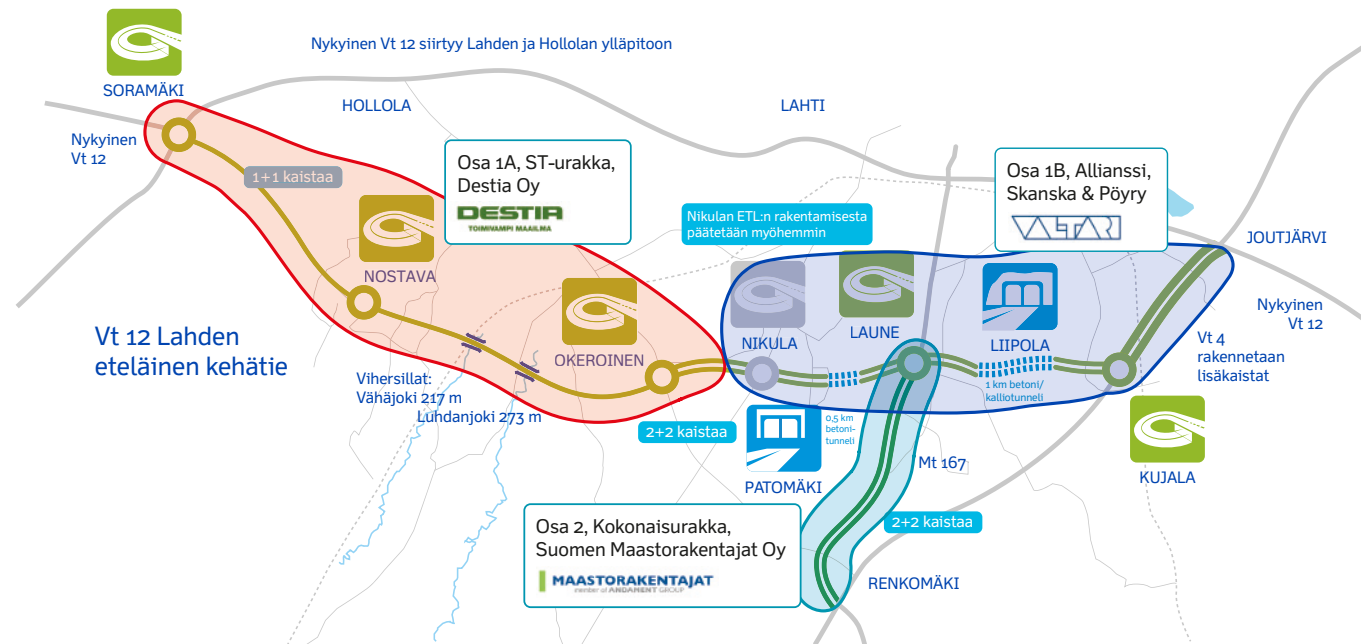 Nykyinen Vt 12 siirtyy Lahden ja Hollolan ylläpitoon
SORAMÄKI
HOLLOLA
LAHTI
Nykyinen
Vt 12
1+1 kaistaa
Osa 1A, ST-urakka,
Destia Oy
DESTIA
TOIMIVAMPI MAAILMA
Osa 1B, Allianssi,
Skanska & Pöyry
VALTARI
Nikulan ETL:n rakentamisesta
päätetään myöhemmin
JOUTJÄRVI
NOSTAVA
Nykyinen
Vt 12
Vt 12 Lahden
eteläinen kehätie
OKEROINEN
NIKULA
LAUNE
LIIPOLA
Vt 4
rakennetaan
lisäkaistat
Vihersillat:
Vähäjoki 217 m
Luhdanjoki 273 m
1 km betoni/
kalliotunneli
2+2 kaistaa
0,5 km
betoni-
tunneli
PATOMÄKI
Mt 167
KUJALA
Osa 2, Kokonaisurakka,
Suomen Maastorakentajat Oy
MAASTORAKENTAJAT
member of ANDAMENT GROUP
2+2 kaistaa
RENKOMÄKI